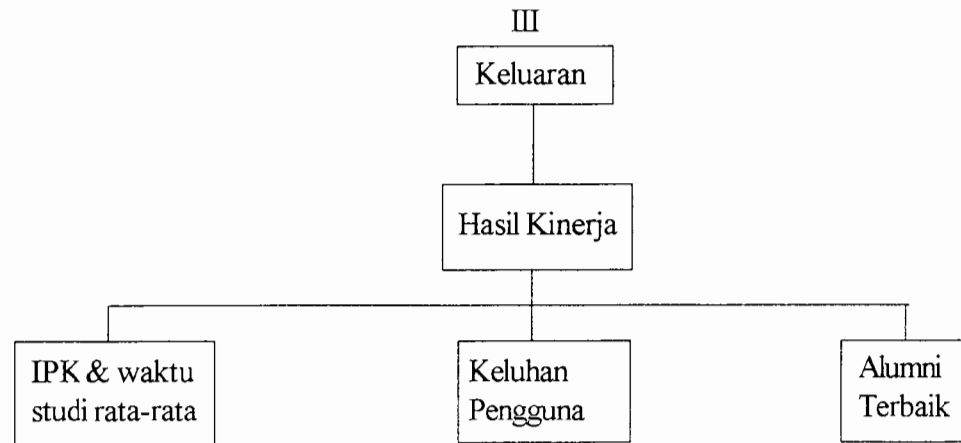 III
Keluaran
Hasil Kinerja
IPK & waktu
studi rata-rata
Keluhan
Pengguna
Alumni
Terbaik